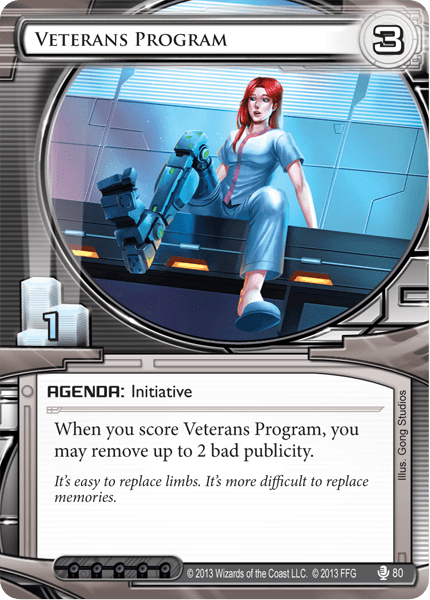 VETERANS PROGRAM
3
1
AGENDA: Initiative
When you score Veterans Program, you
may remove up to 2 bad publicity.
It's easy to replace limbs. It's more difficult to replace
memories.
Illus. Gong Studios
© 2013 Wizards of the Coast LLC. © 2013 FFG
80